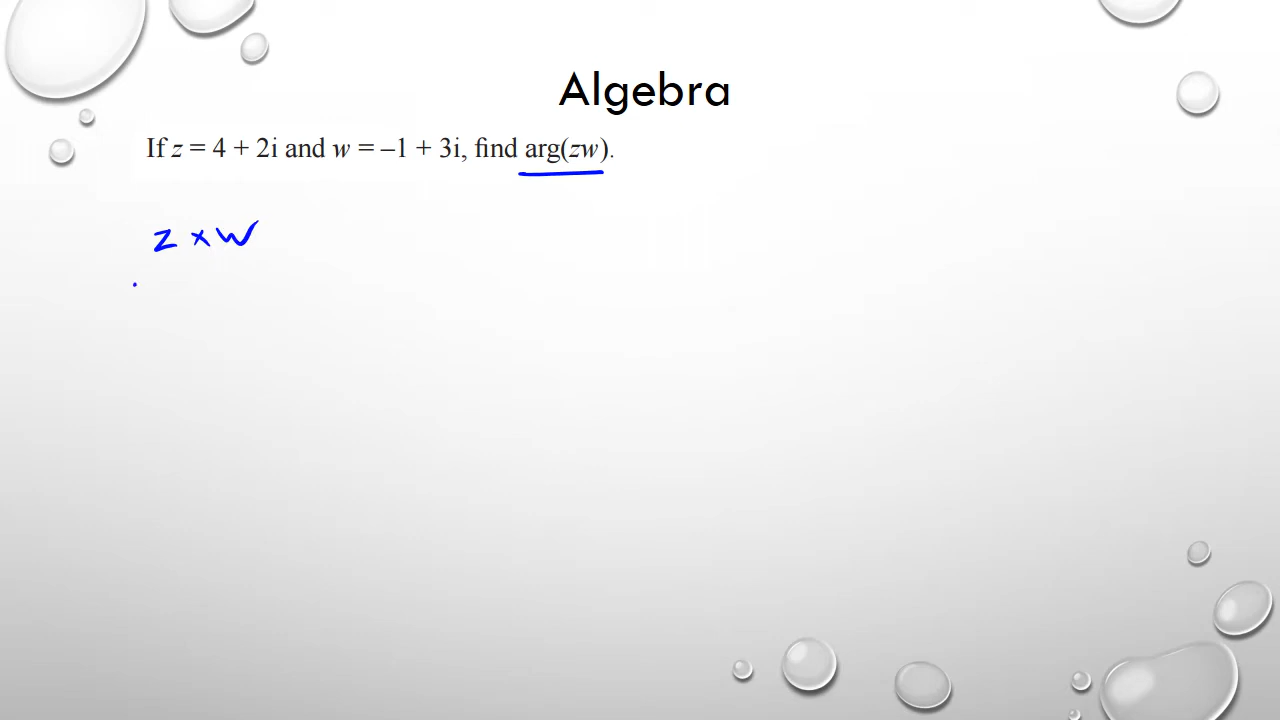 Algebra
If z = 4 + 2i and w = –1 + 3i, find arg(zw).
z × w